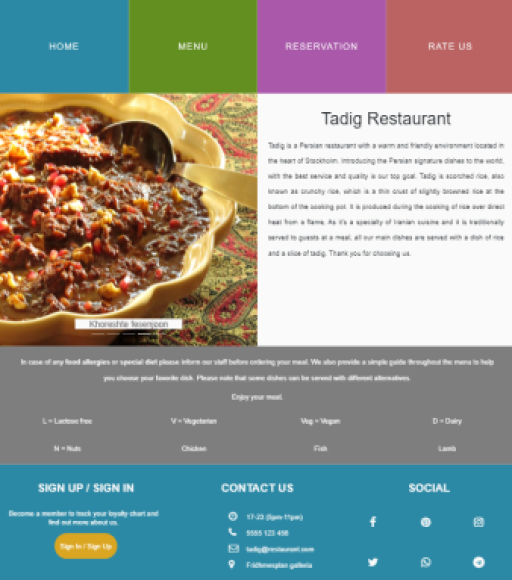 HOME
MENU
RESERVATION
RATE US
Tadig Restaurant
Tadig is a Persian restaurant with a warm and friendly environment located in
the heart of Stockholm. Introducing the Persian signature dishes to the world,
with the best service and quality is our top goal. Tadig is scorched rice, also
known as crunchy rice, which is a thin crust of slightly browned rice at the
bottom of the cooking pot. It is produced during the cooking of rice over direct
heat from a flame. As it's a specialty of Iranian cuisine and it is traditionally
served to guests at a meal, all our main dishes are served with a dish of rice
and a slice of tadig. Thank you for choosing us.
Khoreshte fesenjoon
In case of any food allergies or special diet please inform our staff before ordering your meal. We also provide a simple guide throughout the menu to help
you choose your favorite dish. Please note that some dishes can be served with different alternatives.
Enjoy your meal.
L = Lactose free
V = Vegetarian
Veg = Vegan
D = Dairy
N = Nuts
Chicken
Fish
Lamb
SIGN UP / SIGN IN
Become a member to track your loyalty chart and
find out more about us.
Sign In / Sign Up
CONTACT US
17-23 (5pm-11pm)
5555 123 456
tadig@restaurant.com
Fridhemsplan galleria
SOCIAL